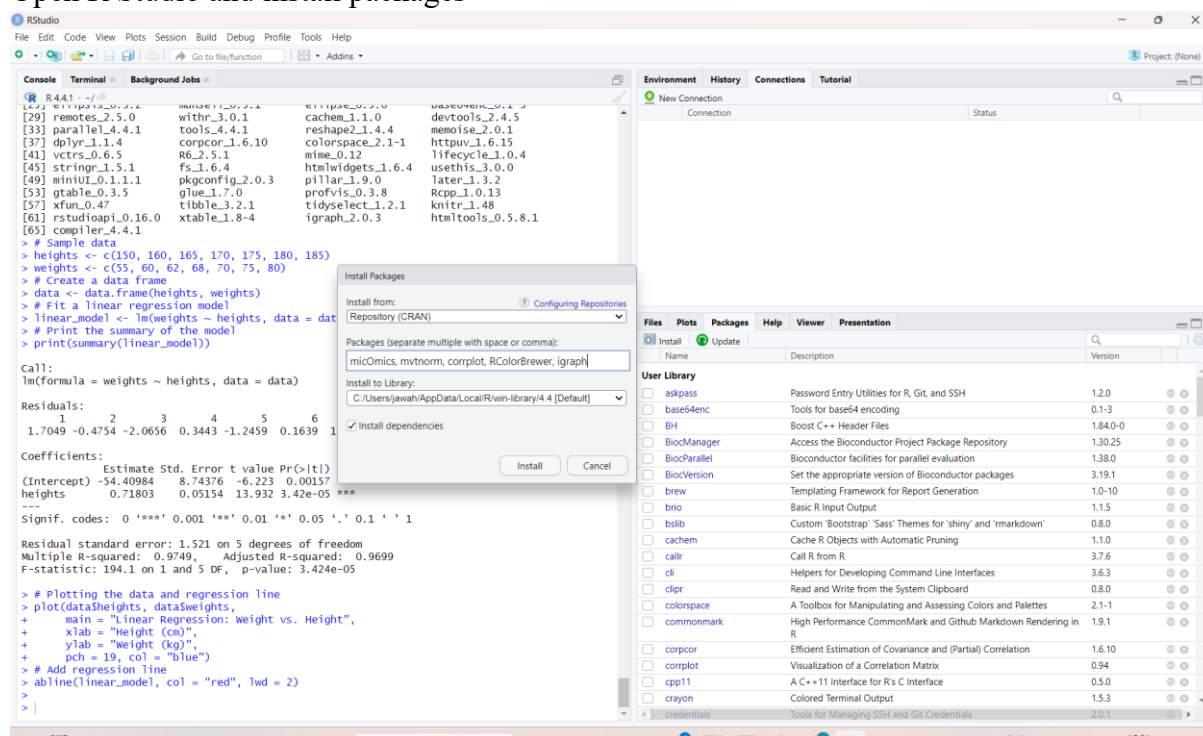 Open R Studio and install packages
RStudio
File Edit Code View Plots Session Build Debug Profile Tools Help
Go to file/function Addins
Project: (None)
Console Terminal Background Jobs
R 4.4.1 · ~/
[29] remotes_2.5.0 withr_3.0.1 cachem_1.1.0 devtools_2.4.5
[33] parallel_4.4.1 tools_4.4.1 reshape2_1.4.4 memoise_2.0.1
[37] dplyr_1.1.4 corpcor_1.6.10 colorspace_2.1-1 httpuv_1.6.15
[41] vctrs_0.6.5 R6_2.5.1 mime_0.12 lifecycle_1.0.4
[45] stringr_1.5.1 fs_1.6.4 htmlwidgets_1.6.4 usethis_3.0.0
[49] miniUI_0.1.1.1 pkgconfig_2.0.3 pillar_1.9.0 later_1.3.2
[53] gtable_0.3.5 glue_1.7.0 profvis_0.3.8 Rcpp_1.0.13
[57] xfun_0.47 tibble_3.2.1 tidyselect_1.2.1 knitr_1.48
[61] rstudioapi_0.16.0 xtable_1.8-4 igraph_2.0.3 htmltools_0.5.8.1
[65] compiler_4.4.1
> # Sample data
> heights <- c(150, 160, 165, 170, 175, 180, 185)
> weights <- c(55, 60, 62, 68, 70, 75, 80)
> # Create a data frame
> data <- data.frame(heights, weights)
> # Fit a linear regression model
> linear_model <- lm(weights ~ heights, data = dat
> # Print the summary of the model
> print(summary(linear_model))
Call:
lm(formula = weights ~ heights, data = data)
Residuals:
1 2 3 4 5 6
1.7049 -0.4754 -2.0656 0.3443 -1.2459 0.1639 1
Coefficients:
Estimate Std. Error t value Pr(>|t|)
(Intercept) -54.40984 8.74376 -6.223 0.00157
heights 0.71803 0.05154 13.932 3.42e-05 ***
---
Signif. codes: 0 ‘***’ 0.001 ‘**’ 0.01 ‘*’ 0.05 ‘.’ 0.1 ‘ ’ 1
Residual standard error: 1.521 on 5 degrees of freedom
Multiple R-squared: 0.9749, Adjusted R-squared: 0.9699
F-statistic: 194.1 on 1 and 5 DF, p-value: 3.424e-05
> # Plotting the data and regression line
> plot(data$heights, data$weights,
+ main = "Linear Regression: Weight vs. Height",
+ xlab = "Height (cm)",
+ ylab = "Weight (kg)",
+ pch = 19, col = "blue")
> # Add regression line
> abline(linear_model, col = "red", lwd = 2)
>
>
Install Packages
Install from: ? Configuring Repositories
Repository (CRAN)
Packages (separate multiple with space or comma):
micOmics, mvtnorm, corrplot, RColorBrewer, igraph
Install to Library:
C:/Users/jawah/AppData/Local/R/win-library/4.4 [Default]
Install dependencies
Install Cancel
Environment History Connections Tutorial
New Connection
Connection Status
Files Plots Packages Help Viewer Presentation
Install Update
Name Description Version
User Library
askpass Password Entry Utilities for R, Git, and SSH 1.2.0
base64enc Tools for base64 encoding 0.1-3
BH Boost C++ Header Files 1.84.0-0
BiocManager Access the Bioconductor Project Package Repository 1.30.25
BiocParallel Bioconductor facilities for parallel evaluation 1.38.0
BiocVersion Set the appropriate version of Bioconductor packages 3.19.1
brew Templating Framework for Report Generation 1.0-10
brio Basic R Input Output 1.1.5
bslib Custom 'Bootstrap' 'Sass' Themes for 'shiny' and 'rmarkdown' 0.8.0
cachem Cache R Objects with Automatic Pruning 1.1.0
callr Call R from R 3.7.6
cli Helpers for Developing Command Line Interfaces 3.6.3
clipr Read and Write from the System Clipboard 0.8.0
colorspace A Toolbox for Manipulating and Assessing Colors and Palettes 2.1-1
commonmark High Performance CommonMark and Github Markdown Rendering in 1.9.1
R
corpcor Efficient Estimation of Covariance and (Partial) Correlation 1.6.10
corrplot Visualization of a Correlation Matrix 0.94
cpp11 A C++11 Interface for R's C Interface 0.5.0
crayon Colored Terminal Output 1.5.3
credentials Tools for Managing SSH and Git Credentials 2.0.1